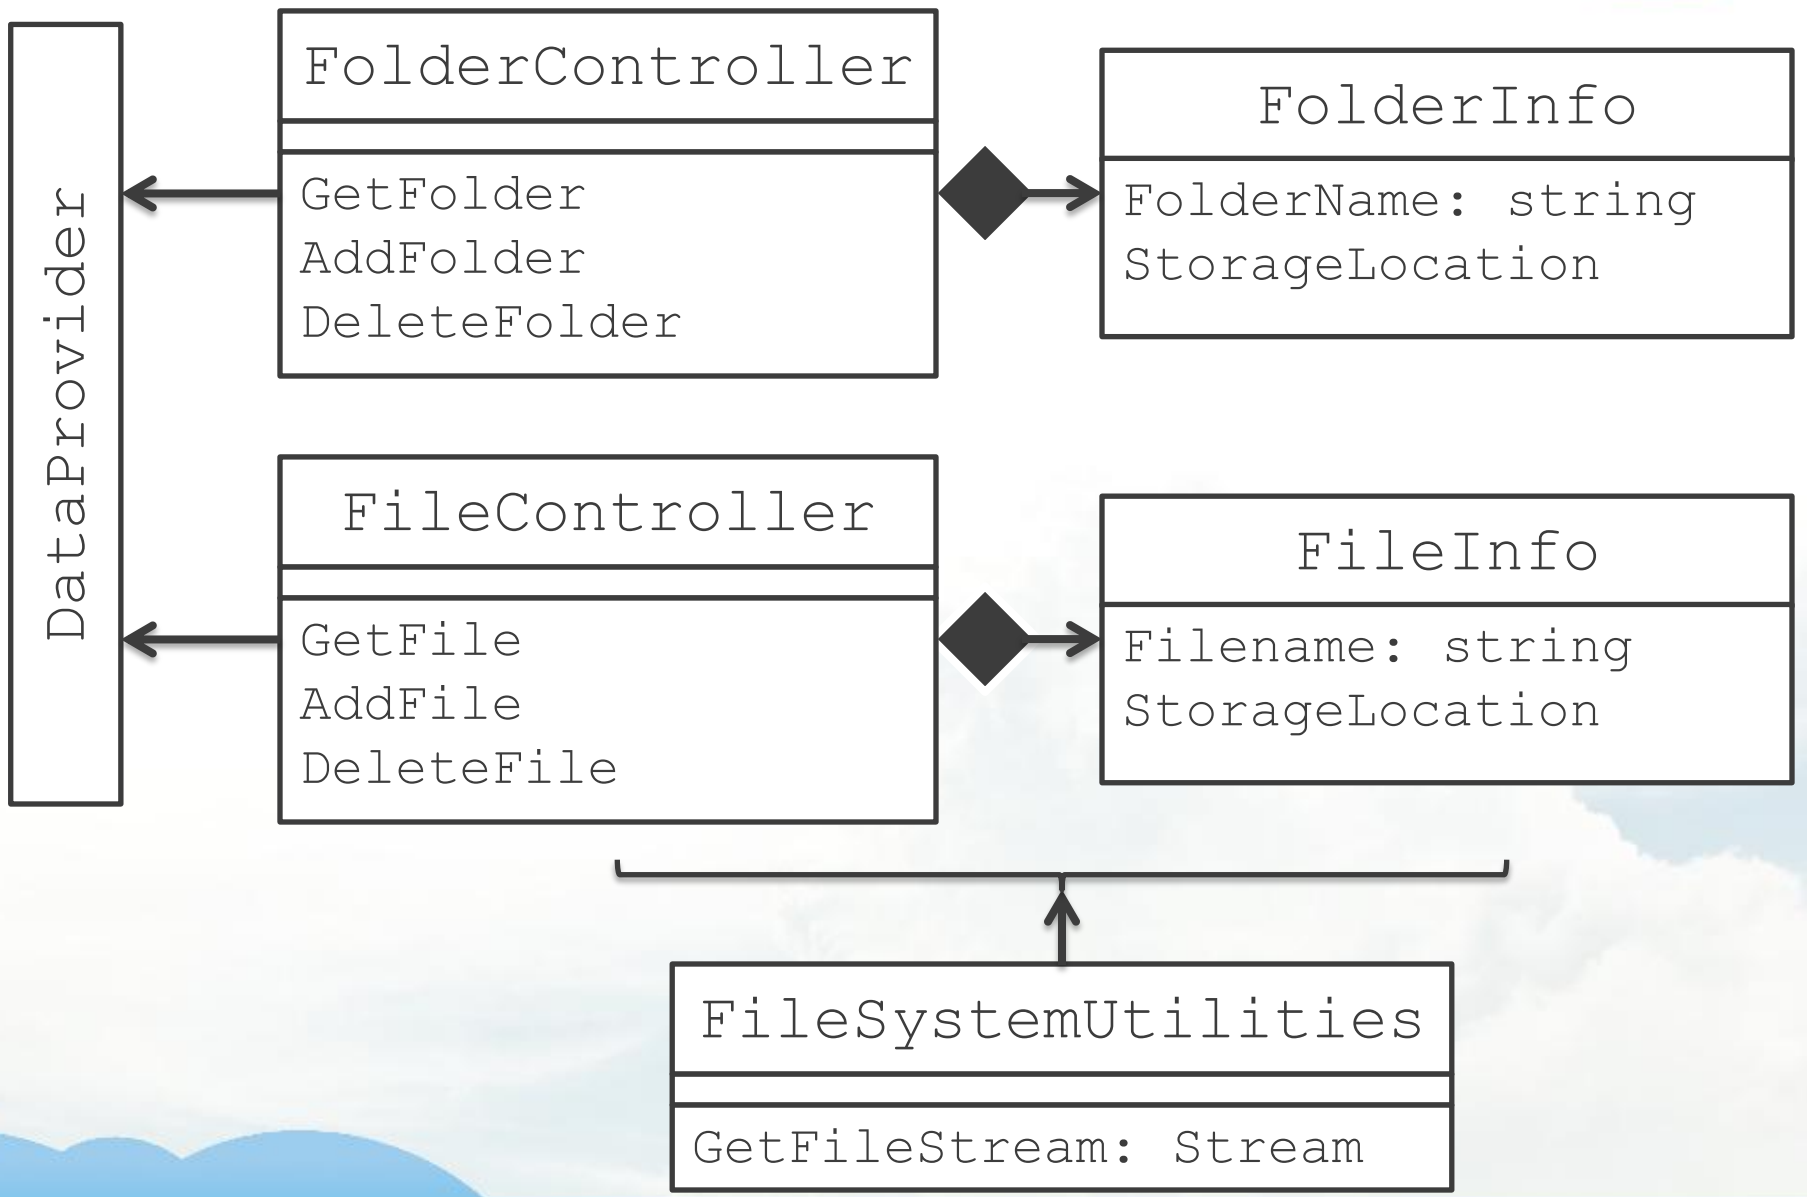 DataProvider
FolderController
GetFolder
AddFolder
DeleteFolder
FolderInfo
FolderName: string
StorageLocation
FileController
GetFile
AddFile
DeleteFile
FileInfo
Filename: string
StorageLocation
FileSystemUtilities
GetFileStream: Stream